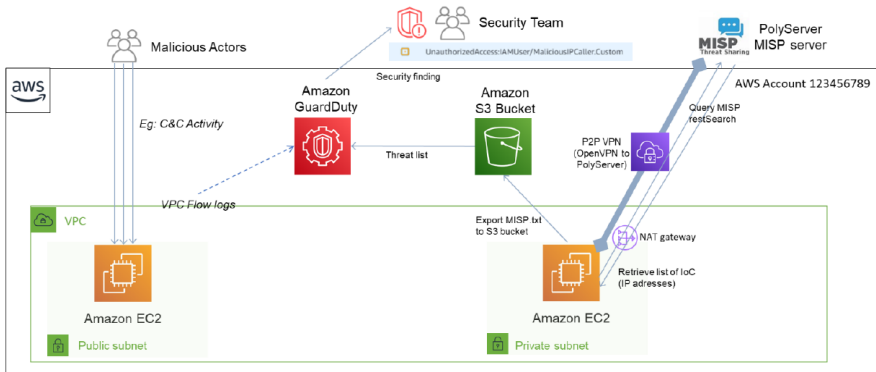 Malicious Actors
Security Team
UnauthorizedAccess:IAMUser/MaliciousIPCaller.Custom
MISP
Threat Sharing
PolyServer
MISP server
aws
AWS Account 123456789
Security finding
Amazon
GuardDuty
Amazon
S3 Bucket
Query MISP
restSearch
Eg: C&C Activity
Threat list
P2P VPN
(OpenVPN to
PolyServer)
VPC Flow logs
VPC
Export MISP.txt
to S3 bucket
NAT gateway
Retrieve list of IoC
(IP adresses)
Amazon EC2
Amazon EC2
Public subnet
Private subnet